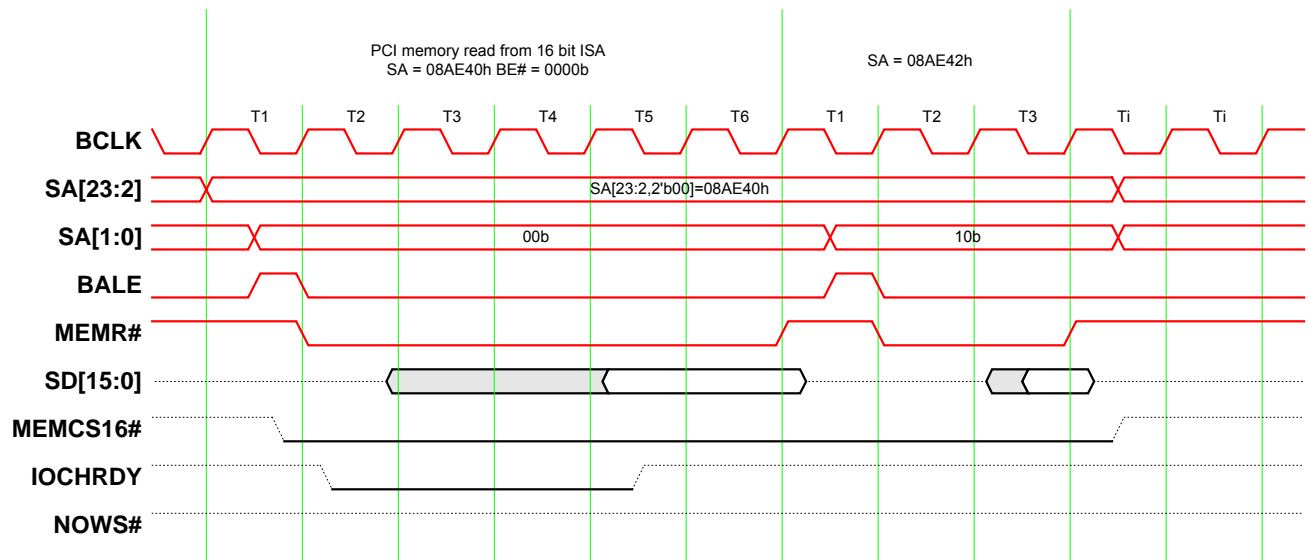 PCI memory read from 16 bit ISA
SA = 08AE40h BE# = 0000b
SA = 08AE42h
T1 T2 T3 T4 T5 T6 T1 T2 T3 Ti Ti
BCLK
SA[23:2] SA[23:2,2'b00]=08AE40h
SA[1:0] 00b 10b
BALE
MEMR#
SD[15:0]
MEMCS16#
IOCHRDY
NOWS#